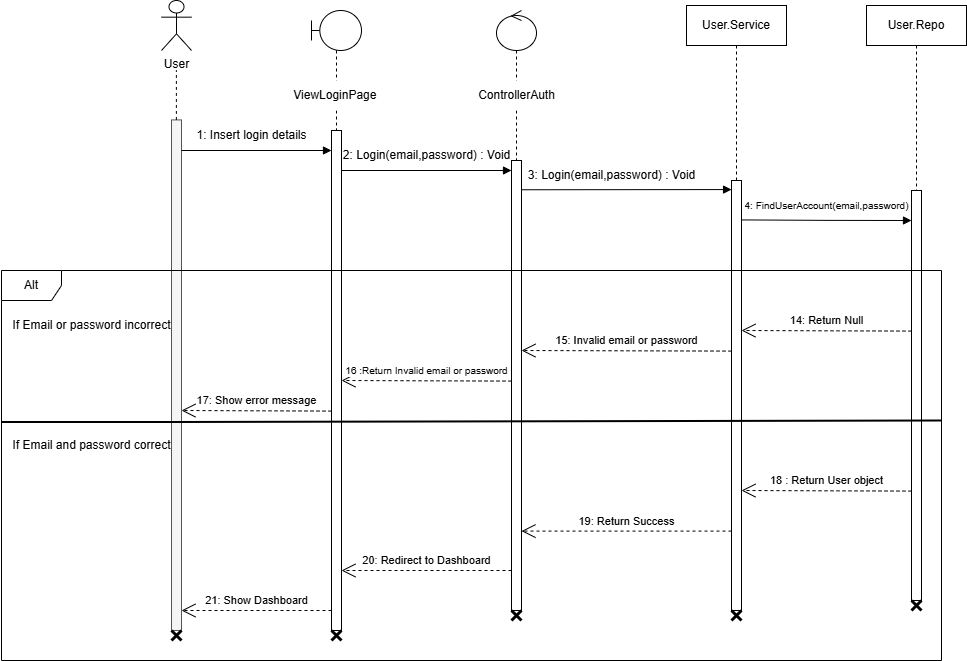 User
ViewLoginPage
ControllerAuth
User.Service
User.Repo
1: Insert login details
2: Login(email,password) : Void
3: Login(email,password) : Void
4: FindUserAccount(email,password)
Alt
If Email or password incorrect
14: Return Null
15: Invalid email or password
16 :Return Invalid email or password
17: Show error message
If Email and password correct
18 : Return User object
19: Return Success
20: Redirect to Dashboard
21: Show Dashboard